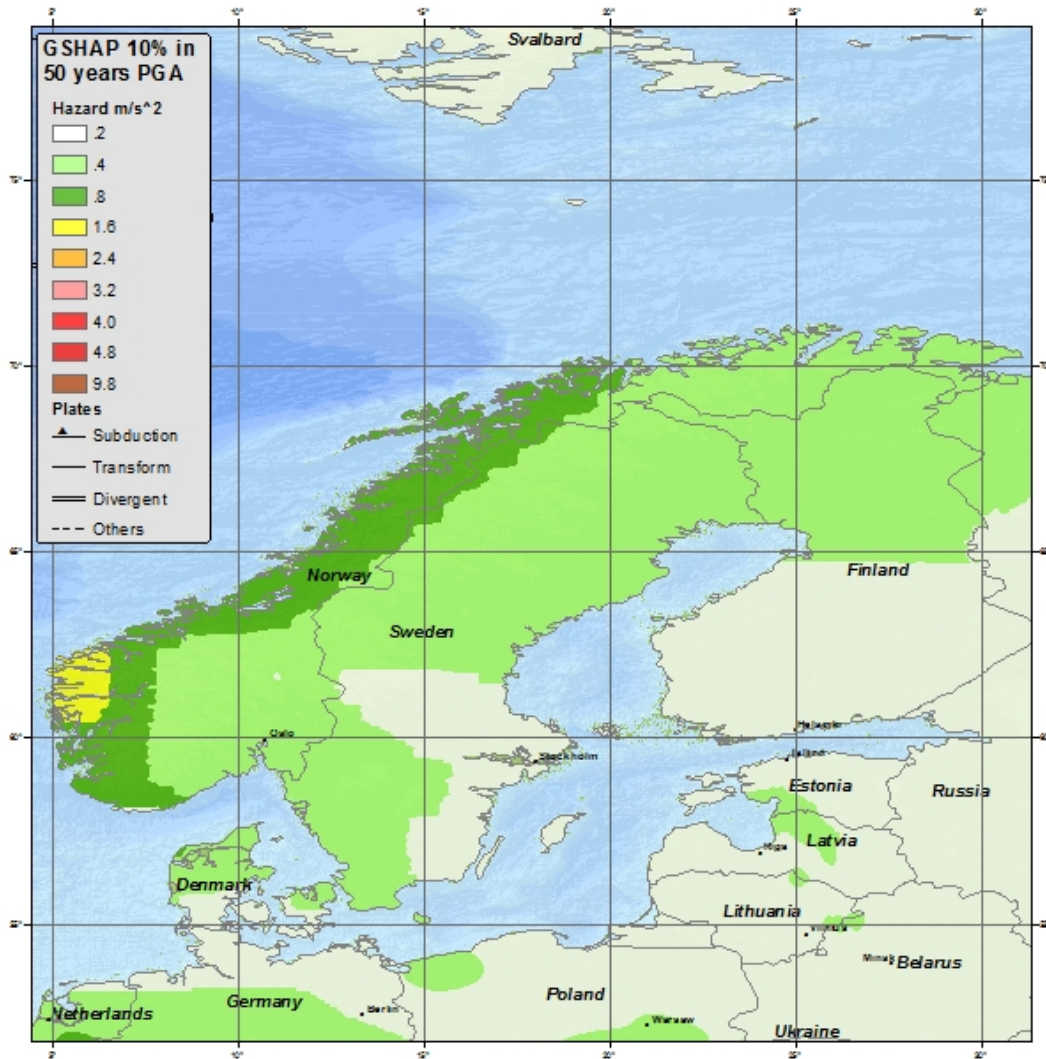 GSHAP 10% in
50 years PGA
Hazard m/s^2
.2
.4
.8
1.6
2.4
3.2
4.0
4.8
9.8
Plates
Subduction
Transform
Divergent
Others
Svalbard
Norway
Finland
Sweden
Oslo
Stockholm
Helsinki
Estonia
Russia
Latvia
Riga
Denmark
Lithuania
Vilnius
Minsk
Belarus
Netherlands
Germany
Berlin
Poland
Warsaw
Ukraine